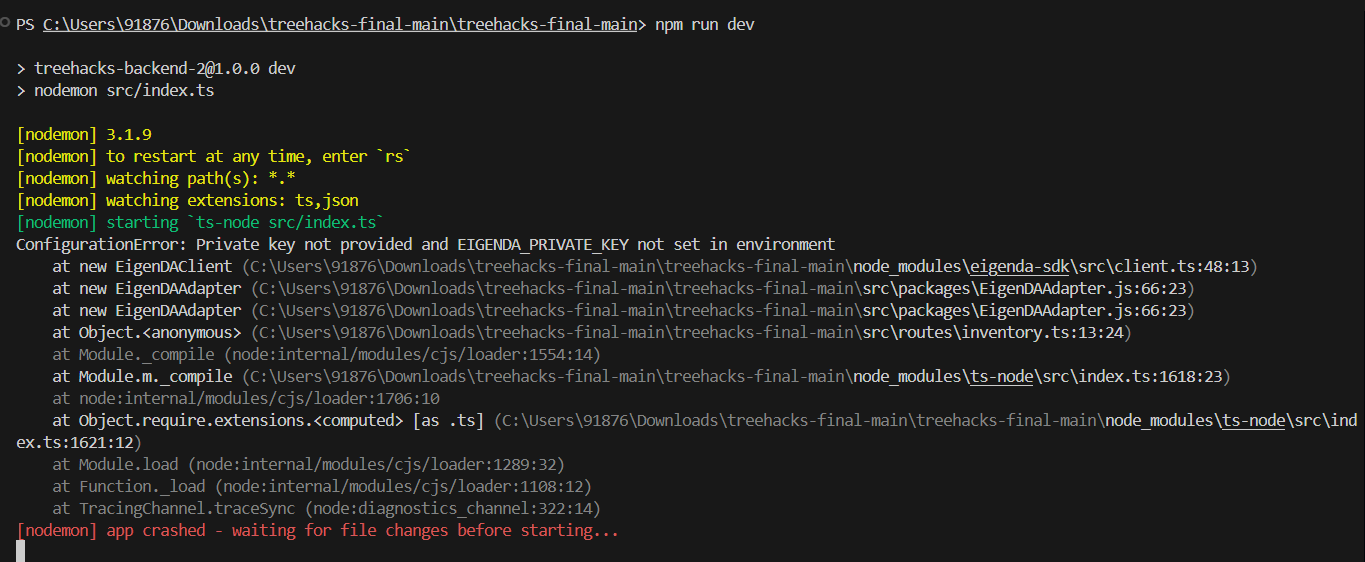 PS C:\Users\91876\Downloads\treehacks-final-main\treehacks-final-main> npm run dev
> treehacks-backend-2@1.0.0 dev
> nodemon src/index.ts
[nodemon] 3.1.9
[nodemon] to restart at any time, enter `rs`
[nodemon] watching path(s): *.*
[nodemon] watching extensions: ts,json
[nodemon] starting `ts-node src/index.ts`
ConfigurationError: Private key not provided and EIGENDA_PRIVATE_KEY not set in environment
    at new EigenDAClient (C:\Users\91876\Downloads\treehacks-final-main\treehacks-final-main\node_modules\eigenda-sdk\src\client.ts:48:13)
    at new EigenDAAdapter (C:\Users\91876\Downloads\treehacks-final-main\treehacks-final-main\src\packages\EigenDAAdapter.js:66:23)
    at new EigenDAAdapter (C:\Users\91876\Downloads\treehacks-final-main\treehacks-final-main\src\packages\EigenDAAdapter.js:66:23)
    at Object.<anonymous> (C:\Users\91876\Downloads\treehacks-final-main\treehacks-final-main\src\routes\inventory.ts:13:24)
    at Module._compile (node:internal/modules/cjs/loader:1554:14)
    at Module.m._compile (C:\Users\91876\Downloads\treehacks-final-main\treehacks-final-main\node_modules\ts-node\src\index.ts:1618:23)
    at node:internal/modules/cjs/loader:1706:10
    at Object.require.extensions.<computed> [as .ts] (C:\Users\91876\Downloads\treehacks-final-main\treehacks-final-main\node_modules\ts-node\src\ind
ex.ts:1621:12)
    at Module.load (node:internal/modules/cjs/loader:1289:32)
    at Function._load (node:internal/modules/cjs/loader:1108:12)
    at TracingChannel.traceSync (node:diagnostics_channel:322:14)
[nodemon] app crashed - waiting for file changes before starting...